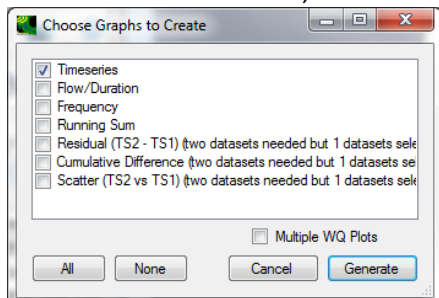 Choose Graphs to Create
Timeseries
Flow/Duration
Frequency
Running Sum
Residual (TS2 - TS1) (two datasets needed but 1 datasets sele
Cumulative Difference (two datasets needed but 1 datasets se
Scatter (TS2 vs TS1) (two datasets needed but 1 datasets sele
Multiple WQ Plots
All None Cancel Generate